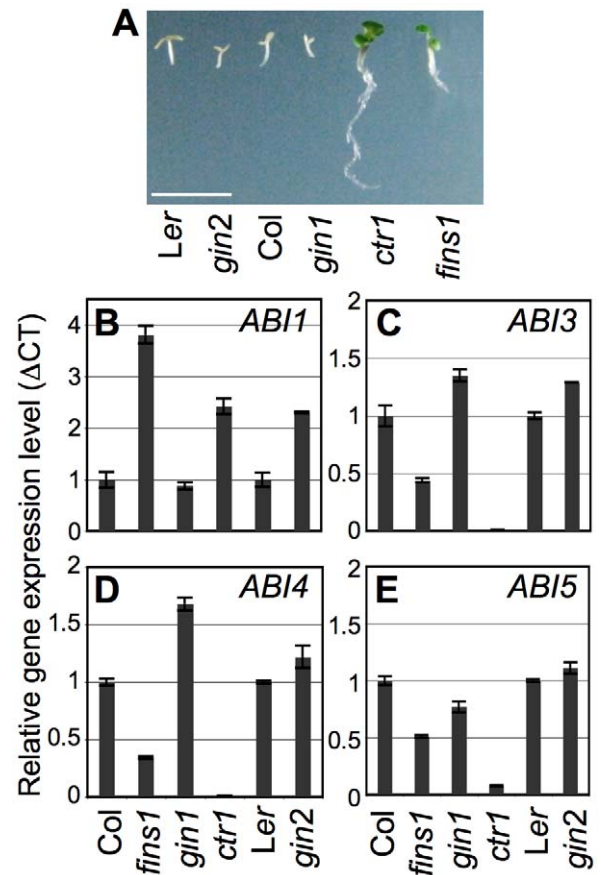 A
Ler
gin2
Col
gin1
ctr1
fins1
Relative gene expression level (ΔCT)
B
ABI1
4
3
2
1
0
C
ABI3
2
1.5
1
0.5
0
D
ABI4
2
1.5
1
0.5
0
E
ABI5
2
1.5
1
0.5
0
Col
fins1
gin1
ctr1
Ler
gin2
Col
fins1
gin1
ctr1
Ler
gin2